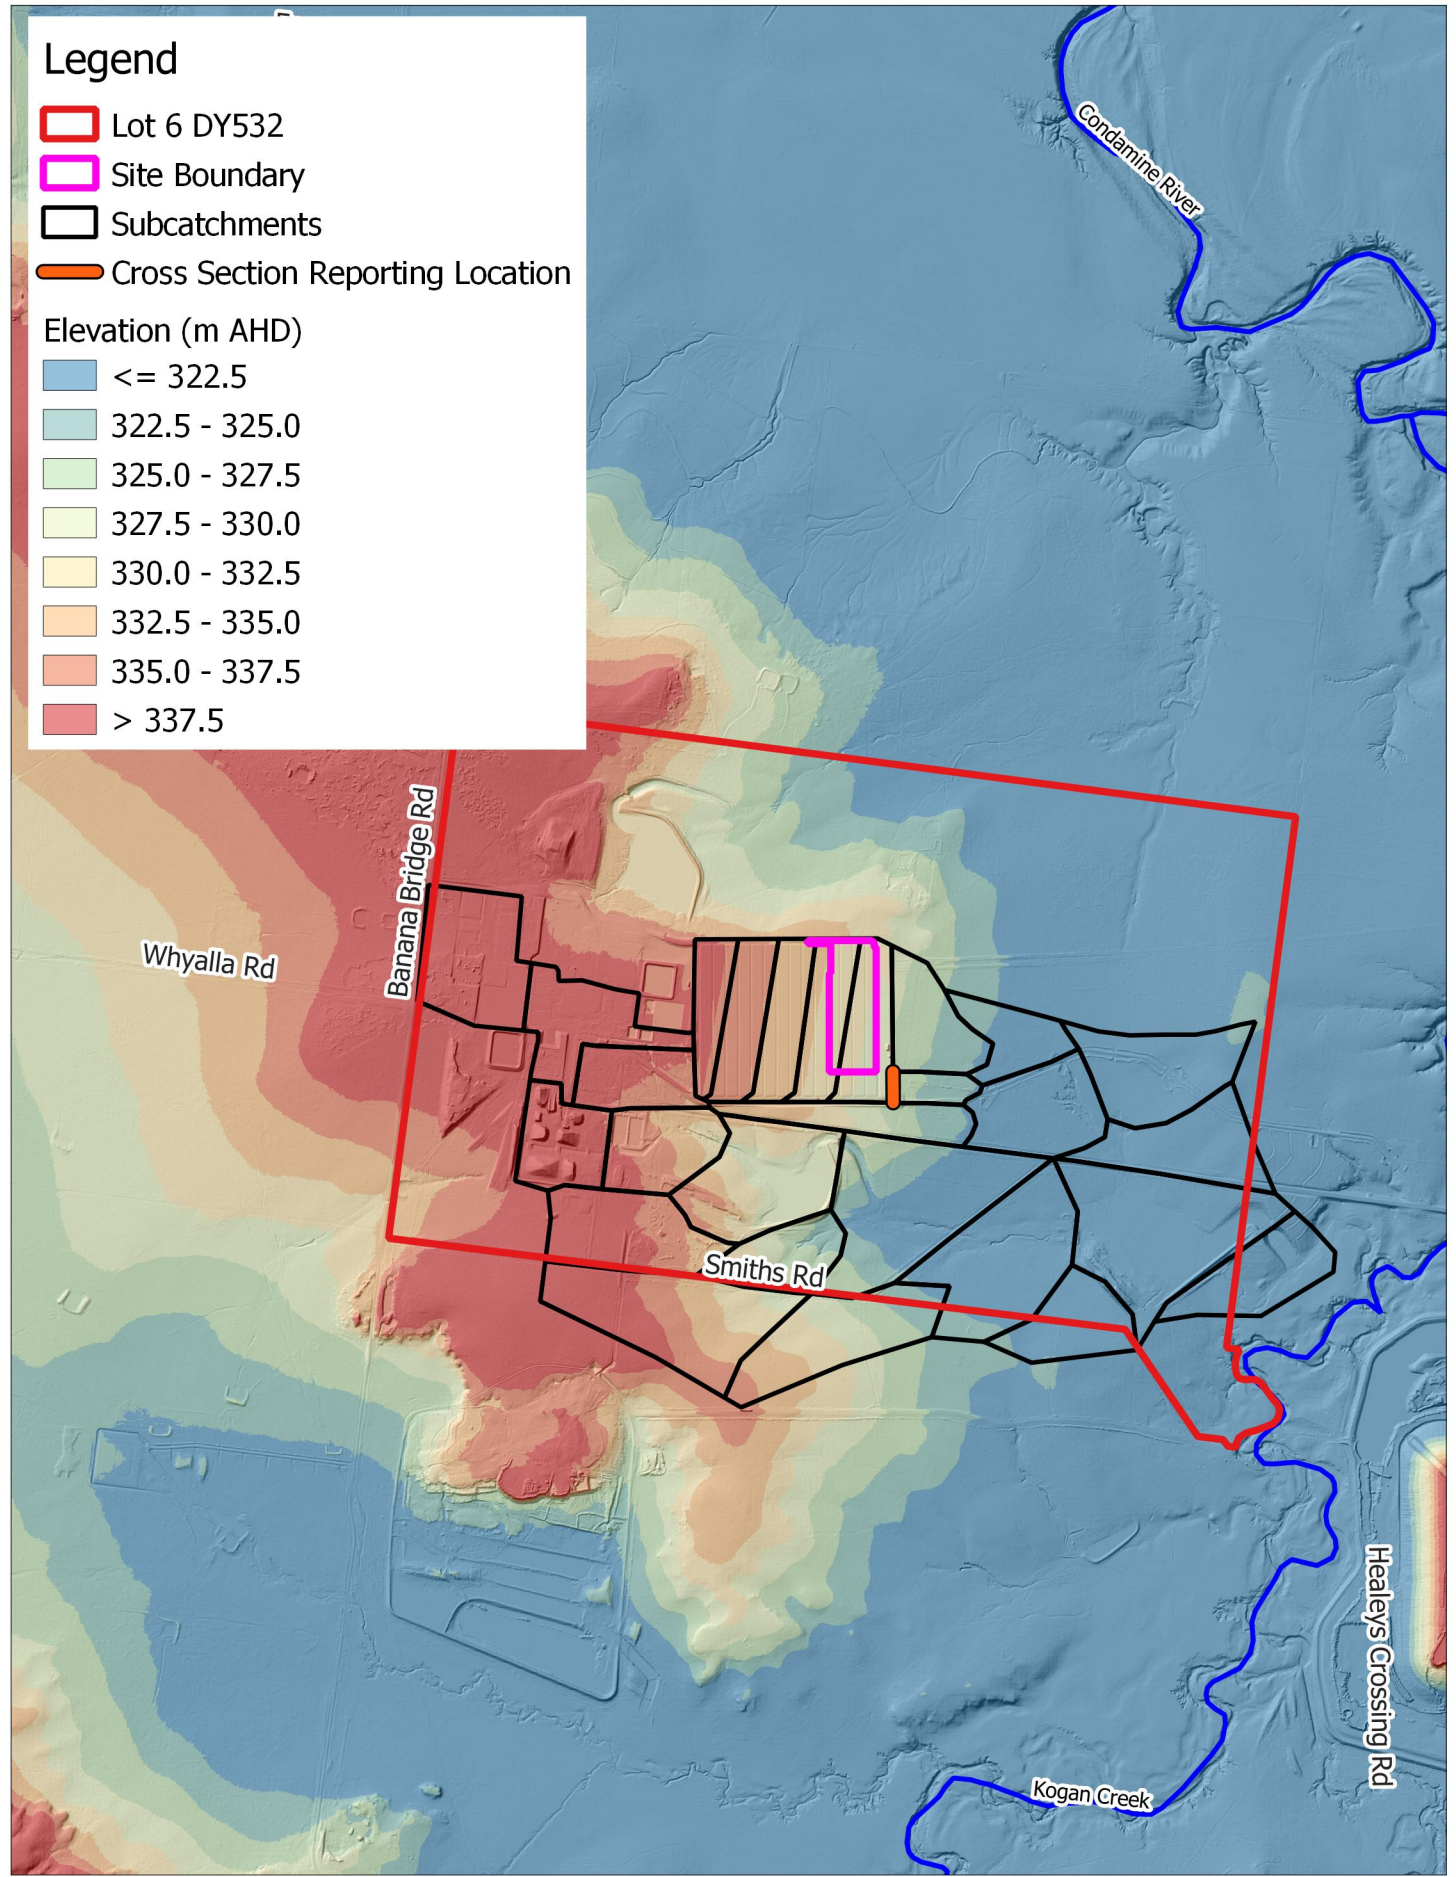 Legend
Lot 6 DY532
Site Boundary
Subcatchments
Cross Section Reporting Location
Elevation (m AHD)
<= 322.5
322.5 - 325.0
325.0 - 327.5
327.5 - 330.0
330.0 - 332.5
332.5 - 335.0
335.0 - 337.5
> 337.5
Condamine River
Banana Bridge Rd
Whyalla Rd
Smiths Rd
Healeys Crossing Rd
Kogan Creek